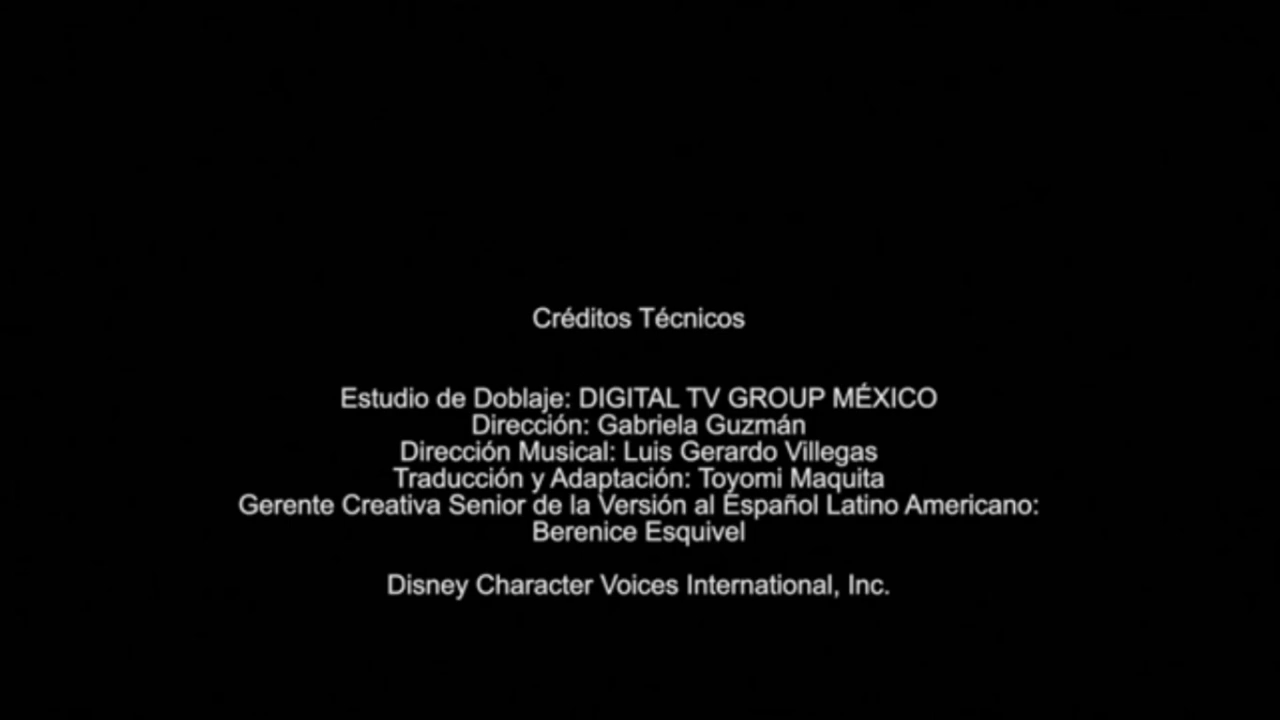 Créditos Técnicos
Estudio de Doblaje: DIGITAL TV GROUP MÉXICO
Dirección: Gabriela Guzmán
Dirección Musical: Luis Gerardo Villegas
Traducción y Adaptación: Toyomi Maquita
Gerente Creativa Senior de la Versión al Español Latino Americano:
Berenice Esquivel
Disney Character Voices International, Inc.